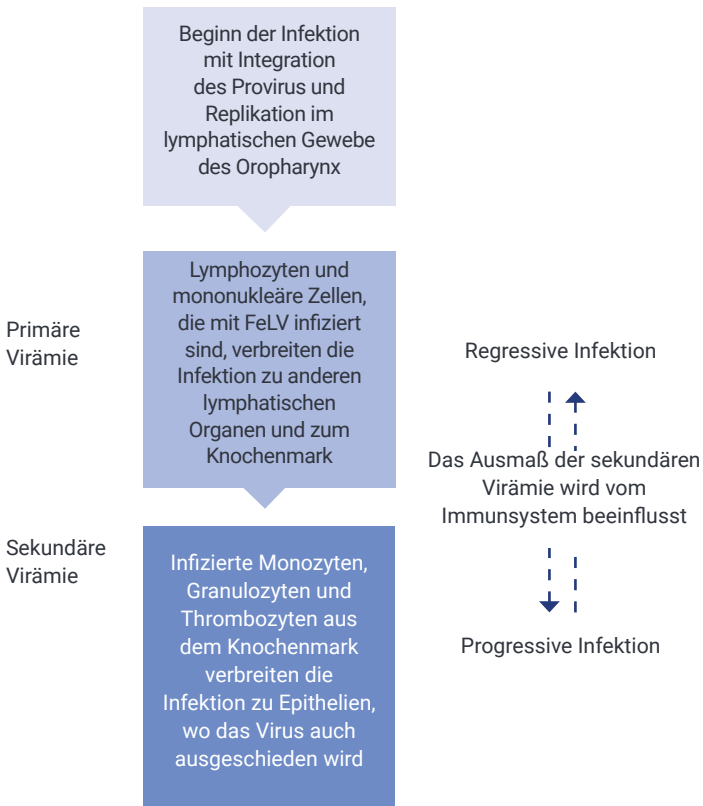 Beginn der Infektion
mit Integration
des Provirus und
Replikation im
lymphatischen Gewebe
des Oropharynx
Primäre
Virämie
Lymphozyten und
mononukleäre Zellen,
die mit FeLV infiziert
sind, verbreiten die
Infektion zu anderen
lymphatischen
Organen und zum
Knochenmark
Sekundäre
Virämie
Infizierte Monozyten,
Granulozyten und
Thrombozyten aus
dem Knochenmark
verbreiten die
Infektion zu Epithelien,
wo das Virus auch
ausgeschieden wird
Regressive Infektion
Das Ausmaß der sekundären
Virämie wird vom
Immunsystem beeinflusst
Progressive Infektion